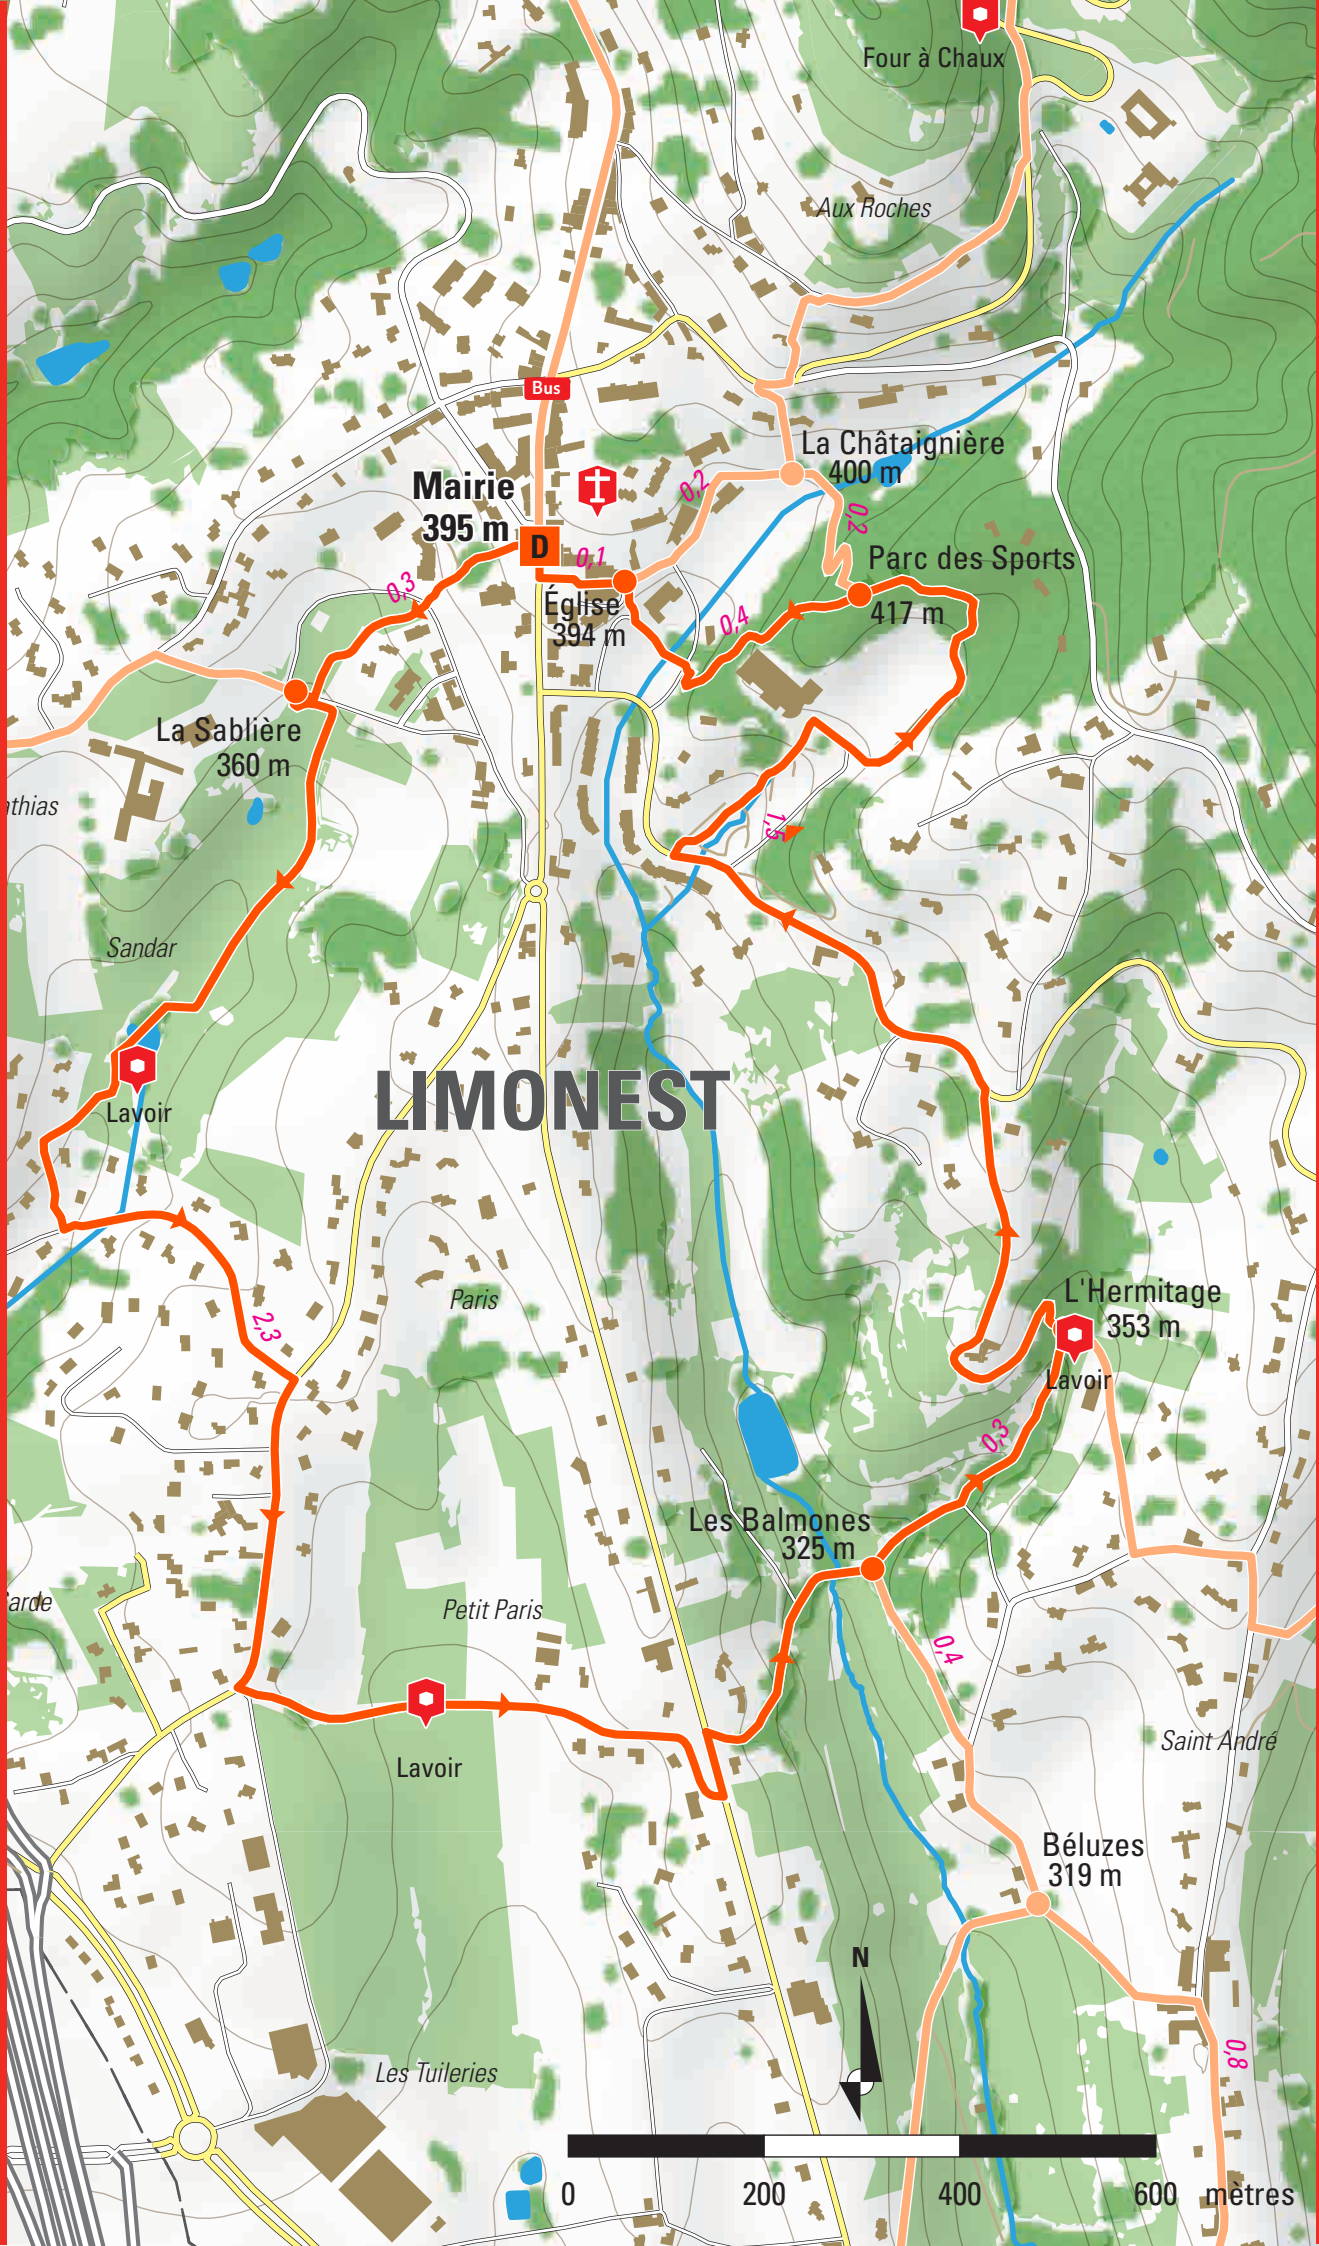 Four à Chaux
Aux Roches
Bus
La Châtaignière
400 m
Mairie
395 m
D
0,2
0,2
0,1
Parc des Sports
417 m
0,3
Église
394 m
0,4
La Sablière
360 m
thias
1,5
Sandar
LIMONEST
Lavoir
L'Hermitage
353 m
Paris
2,3
Lavoir
0,3
Les Balmones
325 m
arde
Petit Paris
0,4
Lavoir
Saint André
Béluzes
319 m
N
0,8
Les Tuileries
0 200 400 600 mètres